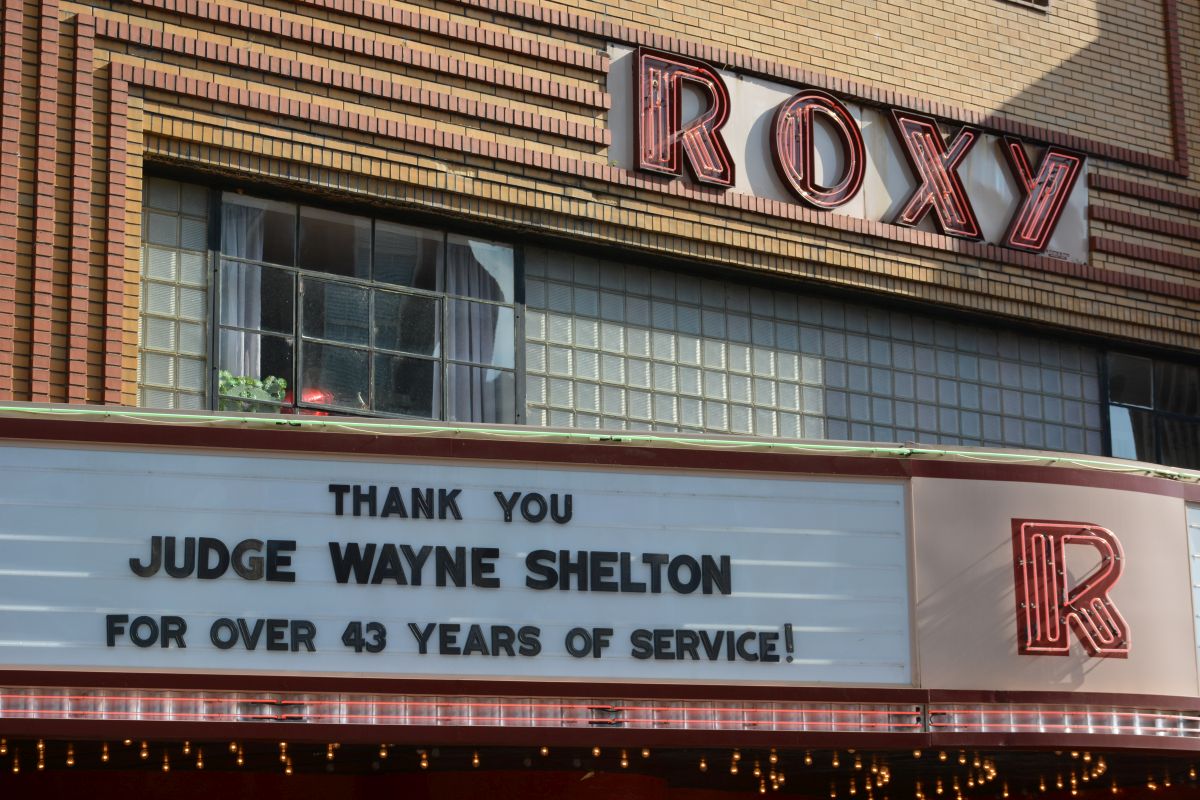 ROXY
THANK YOU
JUDGE WAYNE SHELTON
FOR OVER 43 YEARS OF SERVICE!
R